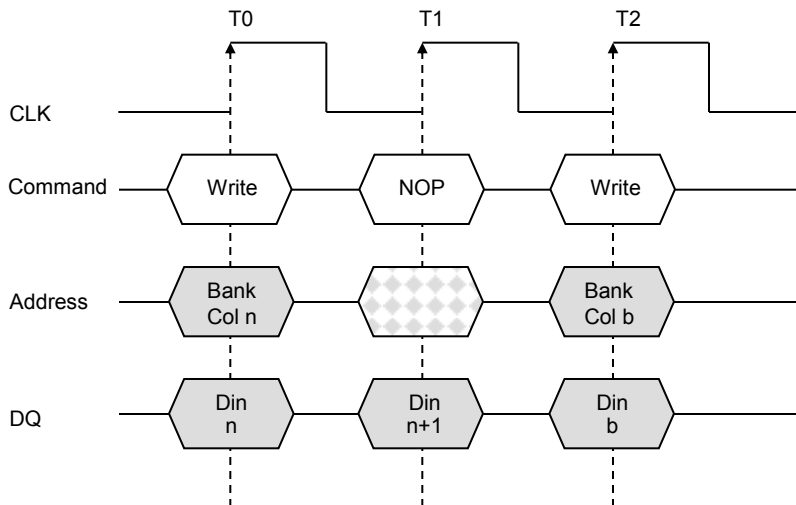 T0 T1 T2
CLK
Command Write NOP Write
Address Bank Col n Bank Col b
DQ Din n Din n+1 Din b